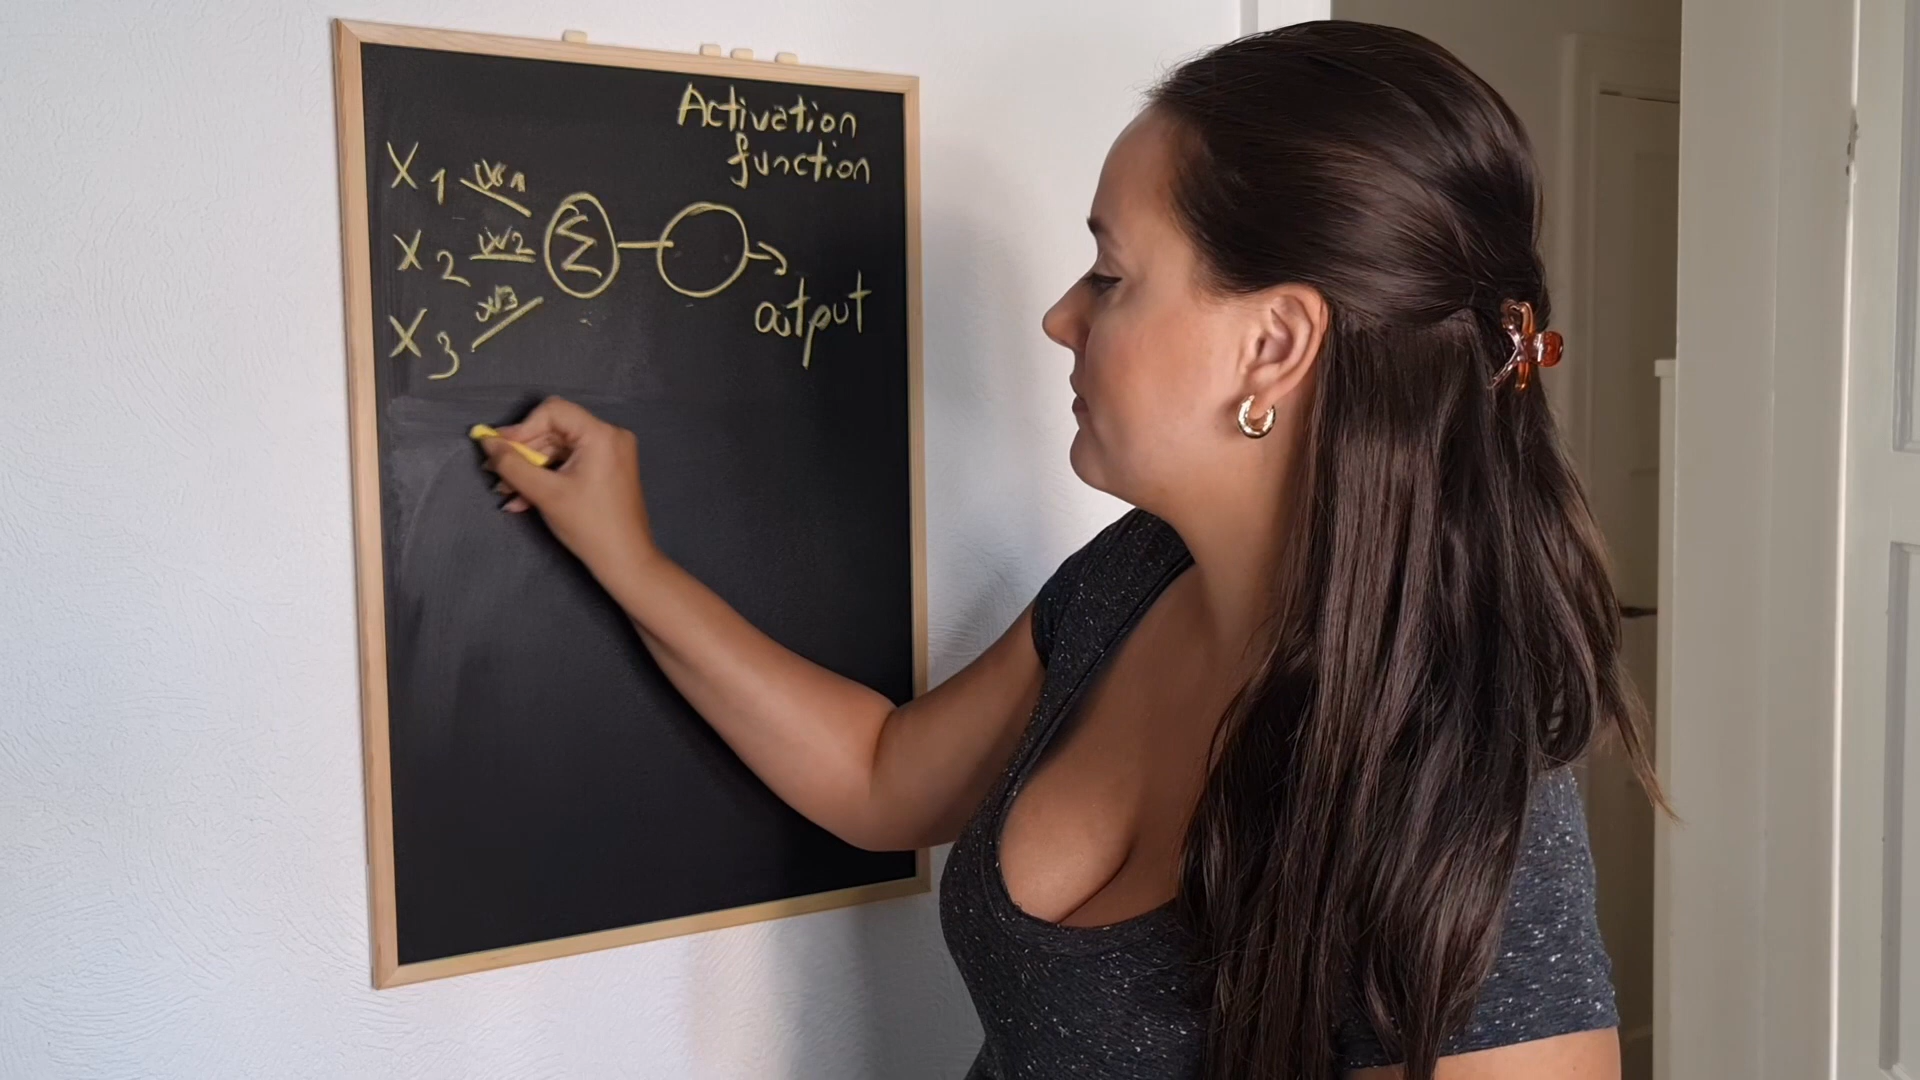 Activation
function
X1 W1
X2 W2 Σ
X3 W3
output